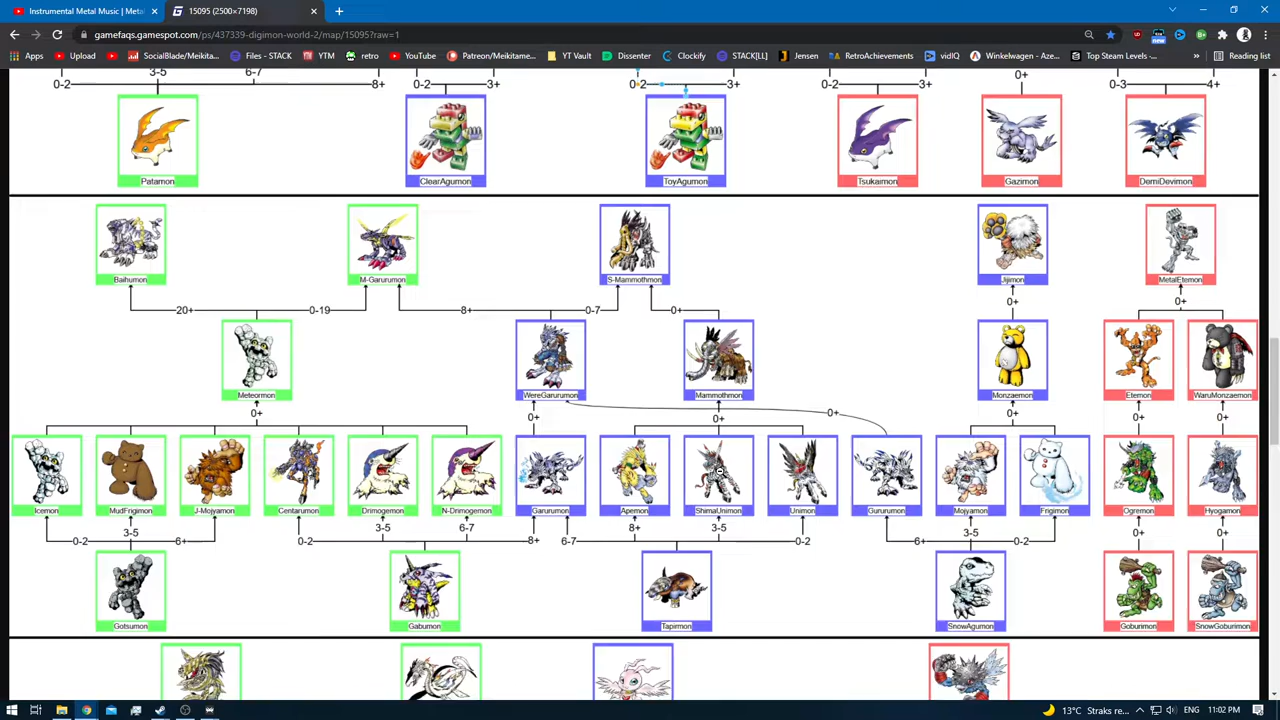 Instrumental Metal Music | Metal
15095 (2500×7198)
gamefaqs.gamespot.com/ps/437339-digimon-world-2/map/15095?raw=1
Upload
SocialBlade/Meikita...
Files - STACK
YTM
retro
YouTube
Patreon/Meikitame...
YT Vault
Dissenter
Clockify
STACK[LL]
Jensen
RetroAchievements
vidIQ
Winkelwagen - Aze...
Top Steam Levels -...
»
Reading list
0-2 3-5 6-7 8+ 0-2 3+ 0-2 3+ 0-2 3+ 0+ 0-3 4+
Patamon ClearAgumon ToyAgumon Tsukaimon Gazimon DemiDevimon
Baihumon M-Garurumon S-Mammothmon Jijimon MetalEtemon
20+ 0-19 8+ 0-7 0+ 0+ 0+
Meteormon WereGarurumon Mammothmon Monzaemon Etemon WaruMonzaemon
0+ 0+ 0+ 0+ 0+ 0+ 0+
Icemon MudFrigimon J-Mojyamon Centarumon Drimogemon N-Drimogemon Garurumon Apemon ShimaUnimon Unimon Gururumon Mojyamon Frigimon Ogremon Hyogamon
0-2 3-5 6+ 0-2 3-5 6-7 8+ 6-7 8+ 3-5 0-2 6+ 3-5 0-2 0+ 0+
Gotsumon Gabumon Tapirmon SnowAgumon Goburimon SnowGoburimon
13°C Straks re... ENG 11:02 PM